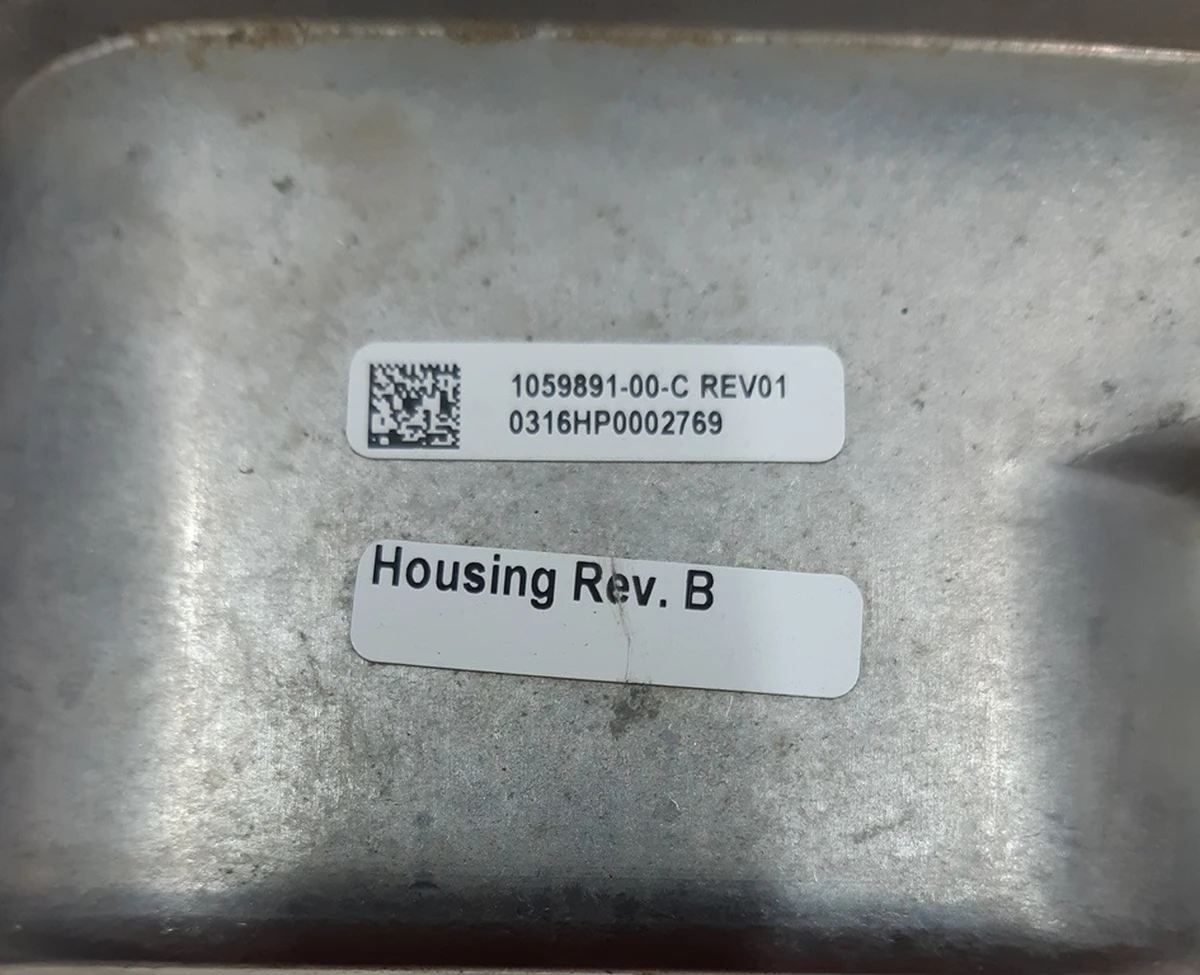 1059891-00-C REV01
0316HP0002769
Housing Rev. B